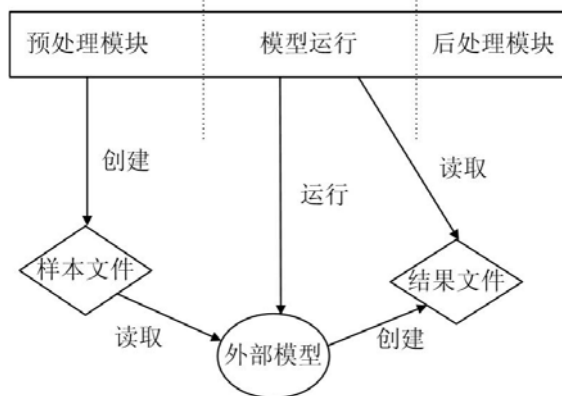 预处理模块
模型运行
后处理模块
创建
读取
运行
样本文件
结果文件
读取
外部模型
创建